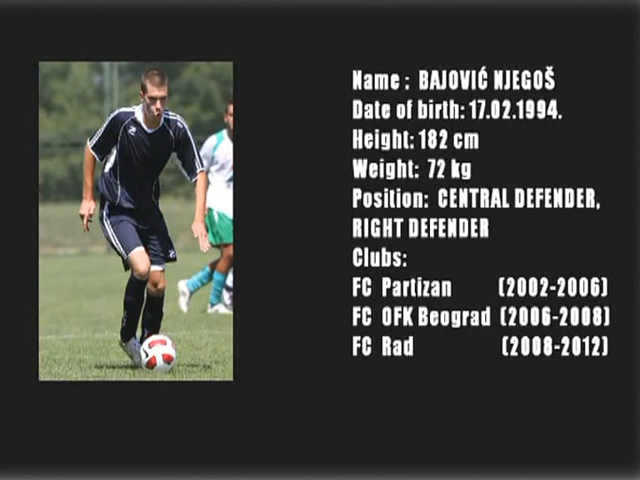 Name : BAJOVIĆ NJEGOŠ
Date of birth: 17.02.1994.
Height: 182 cm
Weight: 72 kg
Position: CENTRAL DEFENDER,
RIGHT DEFENDER
Clubs:
FC Partizan (2002-2006)
FC OFK Beograd (2006-2008)
FC Rad (2008-2012)